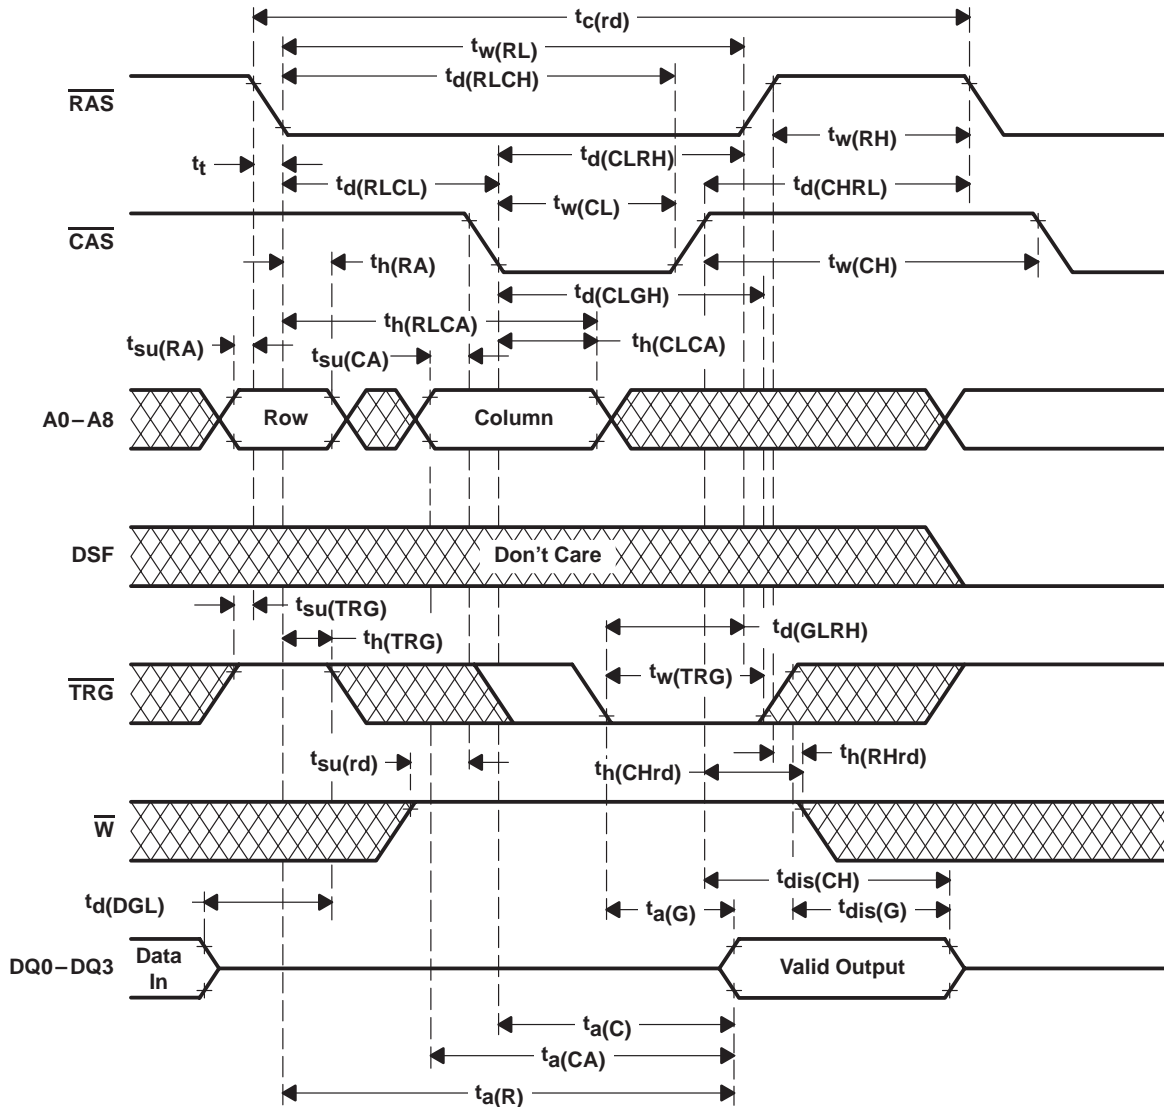 tc(rd)
tw(RL)
td(RLCH)
RAS
tw(RH)
tt
td(CLRH)
td(RLCL)
td(CHRL)
tw(CL)
CAS
th(RA)
tw(CH)
td(CLGH)
th(RLCA)
tsu(RA)
tsu(CA)
th(CLCA)
A0–A8
Row
Column
DSF
Don't Care
tsu(TRG)
th(TRG)
td(GLRH)
TRG
tw(TRG)
tsu(rd)
th(CHrd)
th(RHrd)
W
tdis(CH)
td(DGL)
ta(G)
tdis(G)
DQ0–DQ3
Data
In
Valid Output
ta(C)
ta(CA)
ta(R)